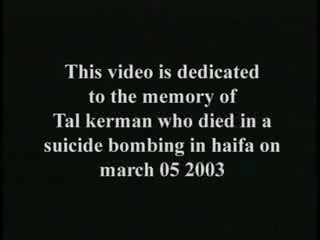 This video is dedicated
to the memory of
Tal kerman who died in a
suicide bombing in haifa on
march 05 2003